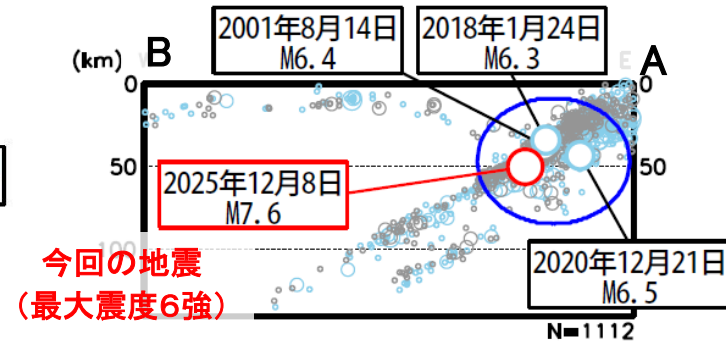 2001年8月14日
M6.4
2018年1月24日
M6.3
(km)
B
A
E
0
0
50
50
2025年12月8日
M7.6
100
今回の地震
(最大震度6強)
2020年12月21日
M6.5
N=1112